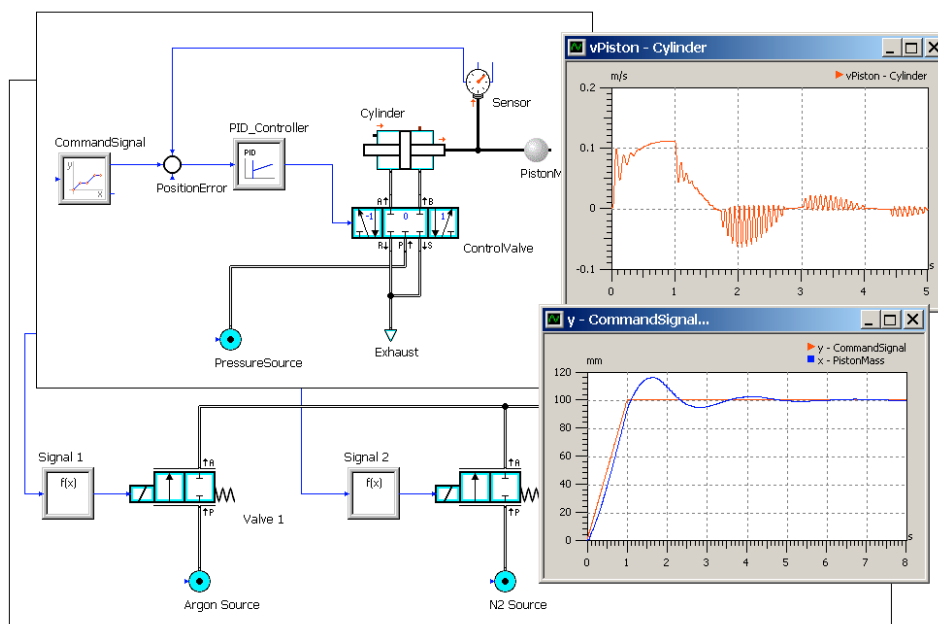 vPiston - Cylinder
m/s
vPiston - Cylinder
0.2
0.1
0
-0.1
0
1
2
3
4
5
s
Sensor
Cylinder
PID_Controller
CommandSignal
y
x
PID
PositionError
A
B
-1
0
1
R
P
S
ControlValve
PressureSource
Exhaust
y - CommandSignal...
mm
y - CommandSignal
x - PistonMass
120
100
80
60
40
20
0
0
1
2
3
4
5
6
7
8
s
Signal 1
f(x)
A
P
Valve 1
Argon Source
Signal 2
f(x)
A
P
N2 Source